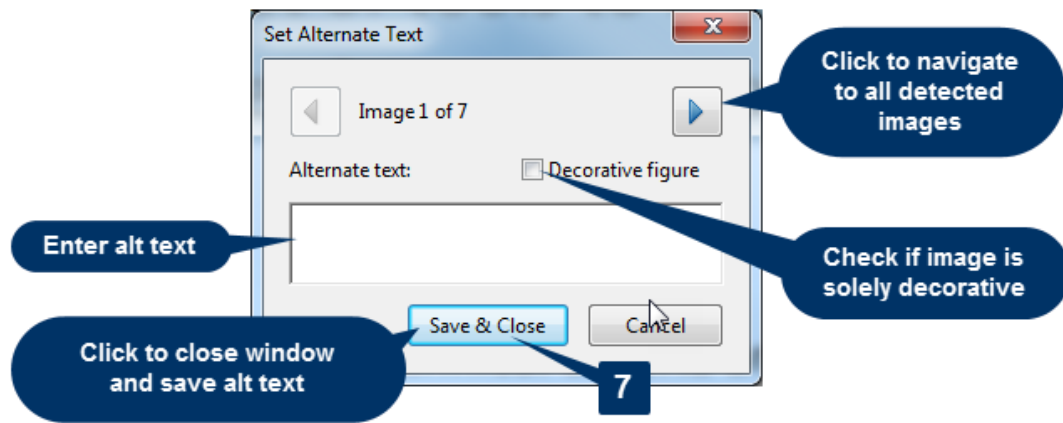 Set Alternate Text
X
Click to navigate
to all detected
images
Image 1 of 7
Alternate text:
Decorative figure
Enter alt text
Check if image is
solely decorative
Save & Close
Cancel
Click to close window
and save alt text
7